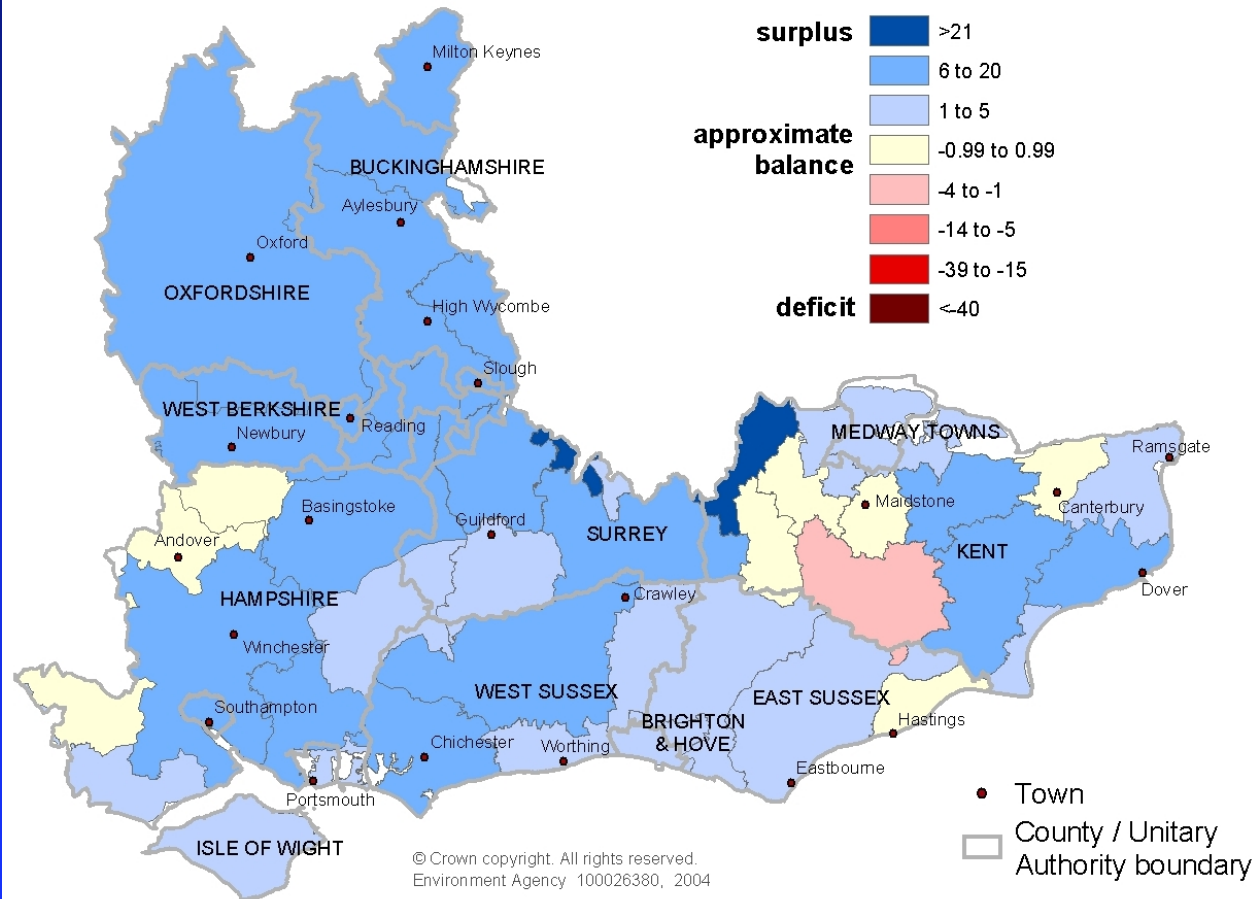 surplus
>21
6 to 20
1 to 5
approximate
balance
-0.99 to 0.99
-4 to -1
-14 to -5
-39 to -15
deficit
<-40
Milton Keynes
BUCKINGHAMSHIRE
Aylesbury
Oxford
OXFORDSHIRE
High Wycombe
Slough
WEST BERKSHIRE
Reading
Newbury
MEDWAY TOWNS
Ramsgate
Basingstoke
Maidstone
Canterbury
Guildford
SURREY
Andover
KENT
Dover
HAMPSHIRE
Crawley
Winchester
WEST SUSSEX
EAST SUSSEX
Southampton
BRIGHTON
& HOVE
Hastings
Chichester
Worthing
Eastbourne
Portsmouth
ISLE OF WIGHT
Town
County / Unitary
Authority boundary
© Crown copyright. All rights reserved.
Environment Agency 100026380, 2004